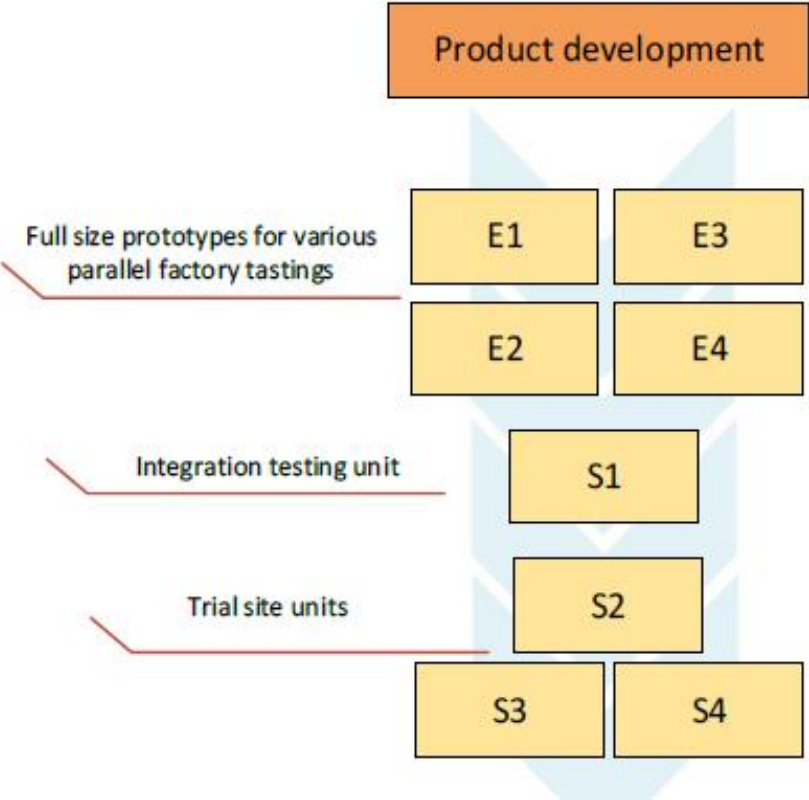 Product development
Full size prototypes for various
parallel factory tastings
E1
E3
E2
E4
Integration testing unit
S1
Trial site units
S2
S3
S4